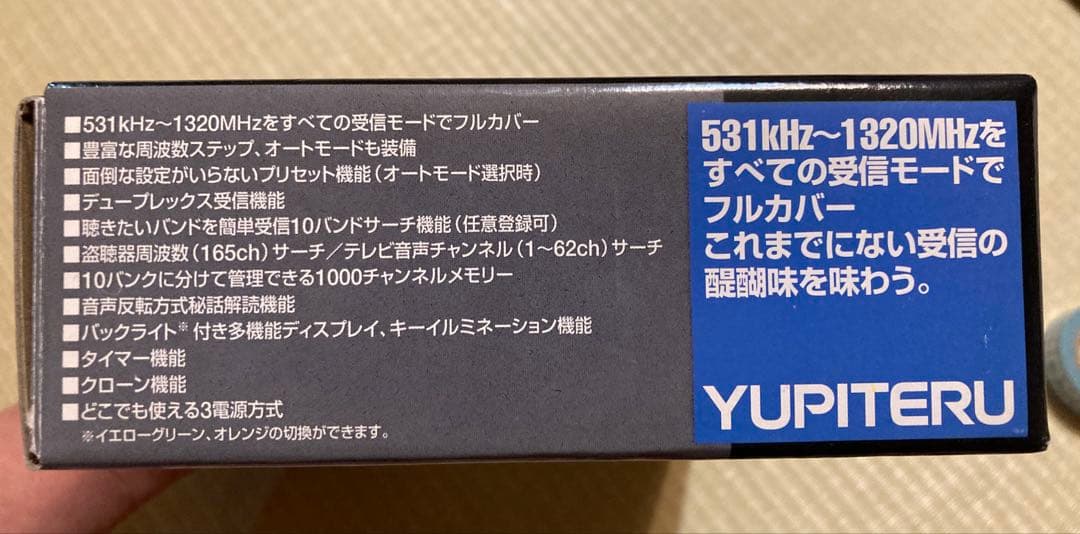 ■531kHz〜1320MHzをすべての受信モードでフルカバー
■豊富な周波数ステップ、オートモードも装備
■面倒な設定がいらないプリセット機能(オートモード選択時)
■デュープレックス受信機能
■聴きたいバンドを簡単受信10バンドサーチ機能(任意登録可)
■盗聴器周波数(165ch)サーチ/テレビ音声チャンネル(1〜62ch)サーチ
■10バンクに分けて管理できる1000チャンネルメモリー
■音声反転方式秘話解読機能
■バックライト※付き多機能ディスプレイ、キーイルミネーション機能
■タイマー機能
■クローン機能
■どこでも使える3電源方式
※イエローグリーン、オレンジの切換ができます。
531kHz〜1320MHzを
すべての受信モードで
フルカバー
これまでにない受信の
醍醐味を味わう。
YUPITERU